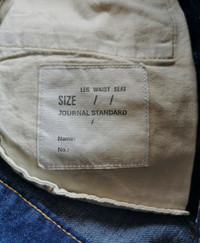 LEG WAIST SEAT
SIZE / /
JOURNAL STANDARD
/
Name:
No.: